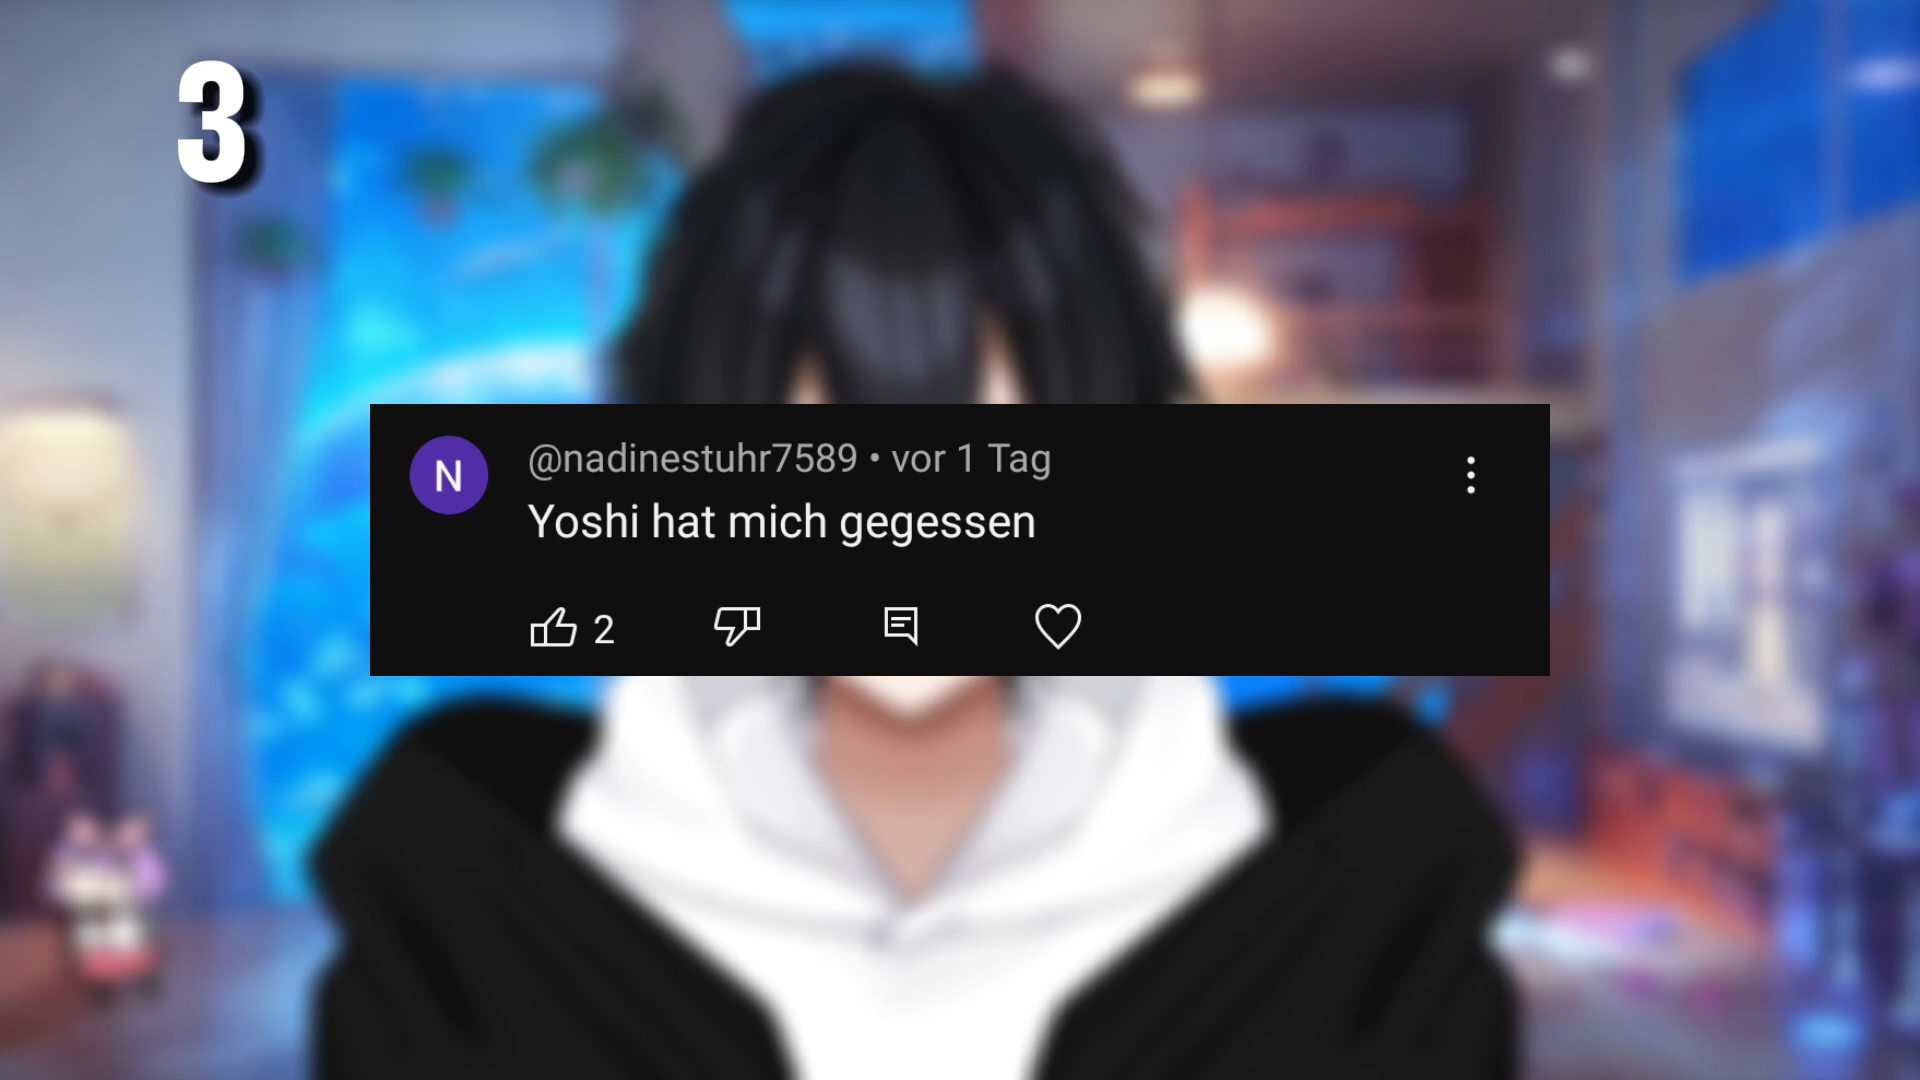 3
N
@nadinestuhr7589 • vor 1 Tag
Yoshi hat mich gegessen
2